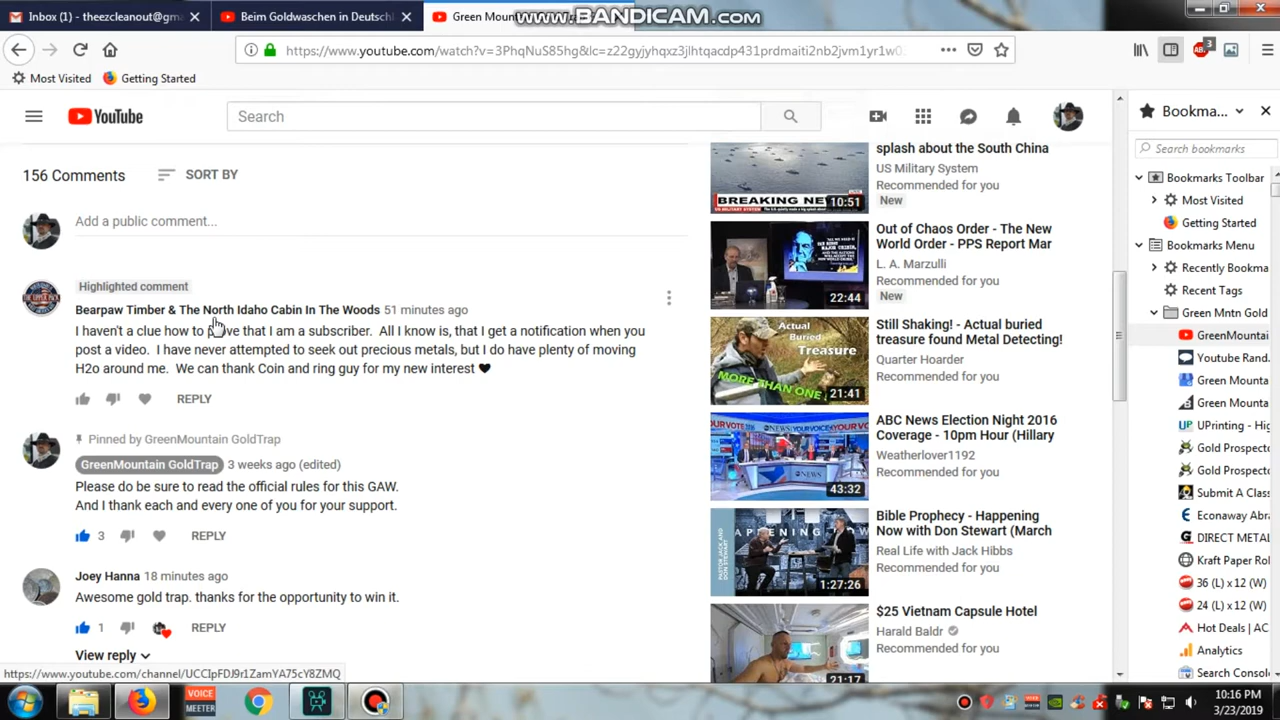 Inbox (1) - theezcleanout@gm
Beim Goldwaschen in Deutschl
Green Moun
www.BANDICAM.com
https://www.youtube.com/watch?v=3PhqNuS85hg&lc=z22gyjyhqxz3jlhtqacdp431prdmaiti2nb2jvm1yr1w0
3
Most Visited
Getting Started
YouTube
Search
Bookma...
Search bookmarks
Bookmarks Toolbar
Most Visited
Getting Started
Bookmarks Menu
Recently Bookma
Recent Tags
Green Mntn Gold
GreenMountai
Youtube Rand.
Green Mounta
Green Mounta
UPrinting - Hig
Gold Prospecto
Gold Prospecto
Submit A Class
Econaway Abra
DIRECT METAL
Kraft Paper Rol
36 (L) x 12 (W)
24 (L) x 12 (W)
Hot Deals | AC
Analytics
Search Consol
156 Comments
SORT BY
Add a public comment...
Highlighted comment
Bearpaw Timber & The North Idaho Cabin In The Woods 51 minutes ago
I haven't a clue how to prove that I am a subscriber. All I know is, that I get a notification when you
post a video. I have never attempted to seek out precious metals, but I do have plenty of moving
H2o around me. We can thank Coin and ring guy for my new interest ♥
REPLY
Pinned by GreenMountain GoldTrap
GreenMountain GoldTrap 3 weeks ago (edited)
Please do be sure to read the official rules for this GAW.
And I thank each and every one of you for your support.
3 REPLY
Joey Hanna 18 minutes ago
Awesome gold trap. thanks for the opportunity to win it.
1 REPLY
View reply
https://www.youtube.com/channel/UCCIpFDJ9r1ZamYA75cY8ZMQ
splash about the South China
US Military System
Recommended for you
New
BREAKING NE
10:51
Out of Chaos Order - The New
World Order - PPS Report Mar
L. A. Marzulli
Recommended for you
New
22:44
Still Shaking! - Actual buried
treasure found Metal Detecting!
Quarter Hoarder
Recommended for you
Actual
Buried
Treasure
MORE THAN ONE
21:41
ABC News Election Night 2016
Coverage - 10pm Hour (Hillary
Weatherlover1192
Recommended for you
43:32
Bible Prophecy - Happening
Now with Don Stewart (March
Real Life with Jack Hibbs
Recommended for you
1:27:26
$25 Vietnam Capsule Hotel
Harald Baldr
Recommended for you
21:17
VOICE
MEETER
10:16 PM
3/23/2019